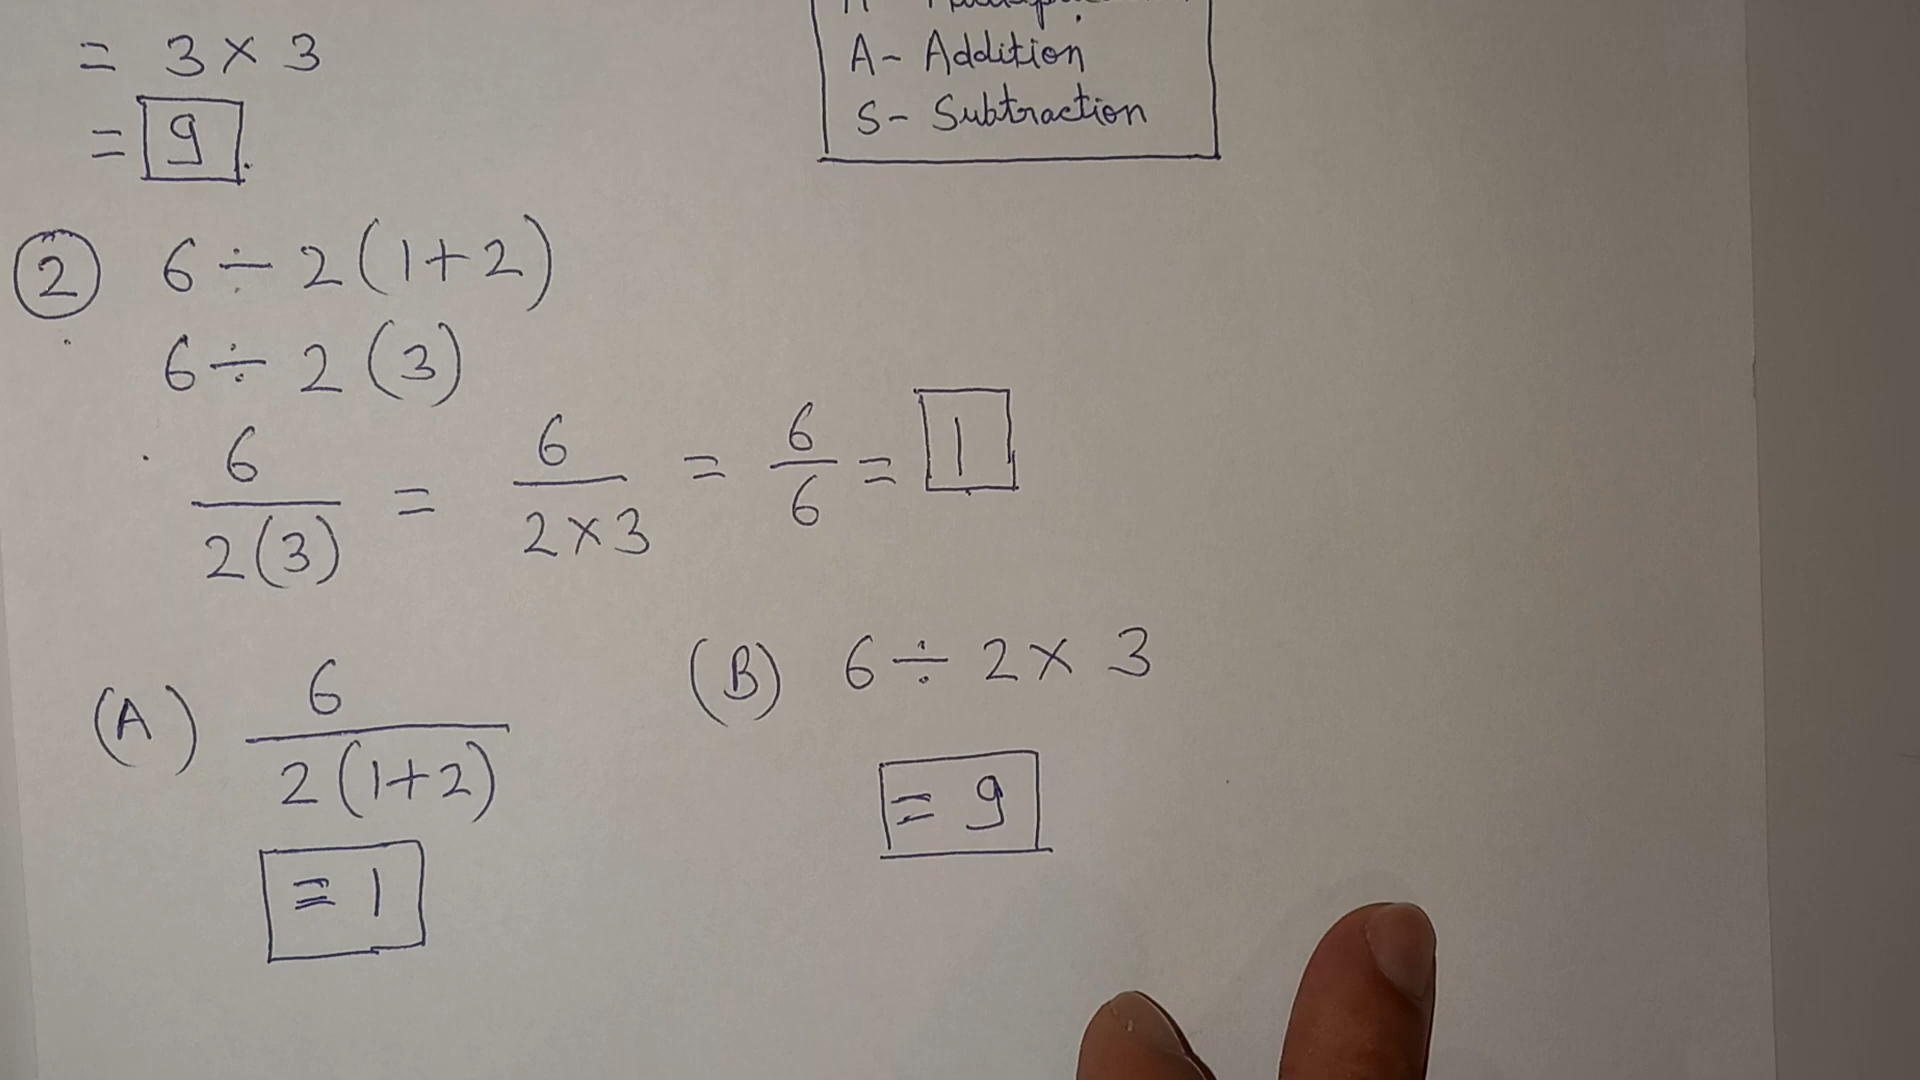 = 3 × 3
= 9.
A - Addition
S - Subtraction
② 6 ÷ 2(1+2)
6 ÷ 2(3)
6/2(3) = 6/2×3 = 6/6 = 1
(A) 6/2(1+2)
= 1
(B) 6 ÷ 2 × 3
= 9